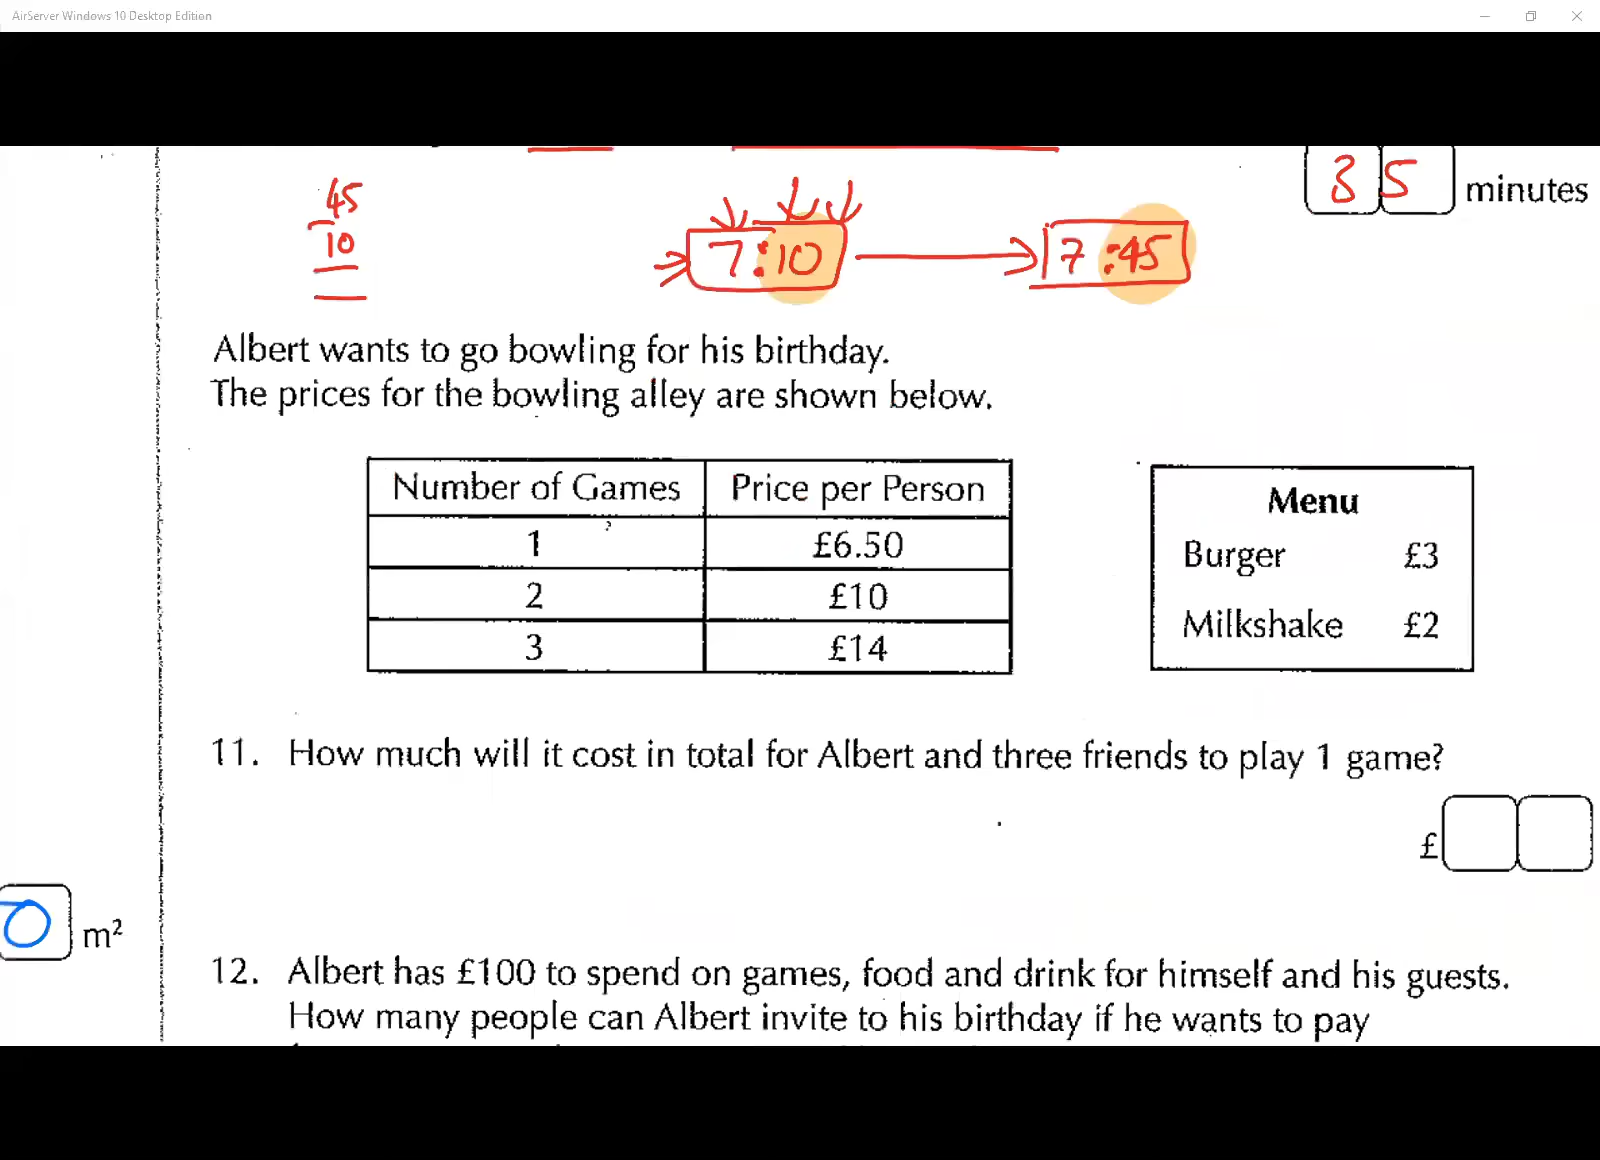 AirServer Windows 10 Desktop Edition
45
10
7:10
7:45
35 minutes
Albert wants to go bowling for his birthday.
The prices for the bowling alley are shown below.
Number of Games Price per Person
1 £6.50
2 £10
3 £14
Menu
Burger £3
Milkshake £2
11. How much will it cost in total for Albert and three friends to play 1 game?
£
0 m²
12. Albert has £100 to spend on games, food and drink for himself and his guests.
How many people can Albert invite to his birthday if he wants to pay